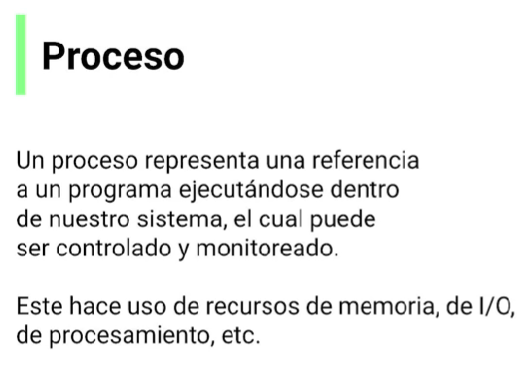 Proceso
Un proceso representa una referencia
a un programa ejecutándose dentro
de nuestro sistema, el cual puede
ser controlado y monitoreado.
Este hace uso de recursos de memoria, de I/O,
de procesamiento, etc.